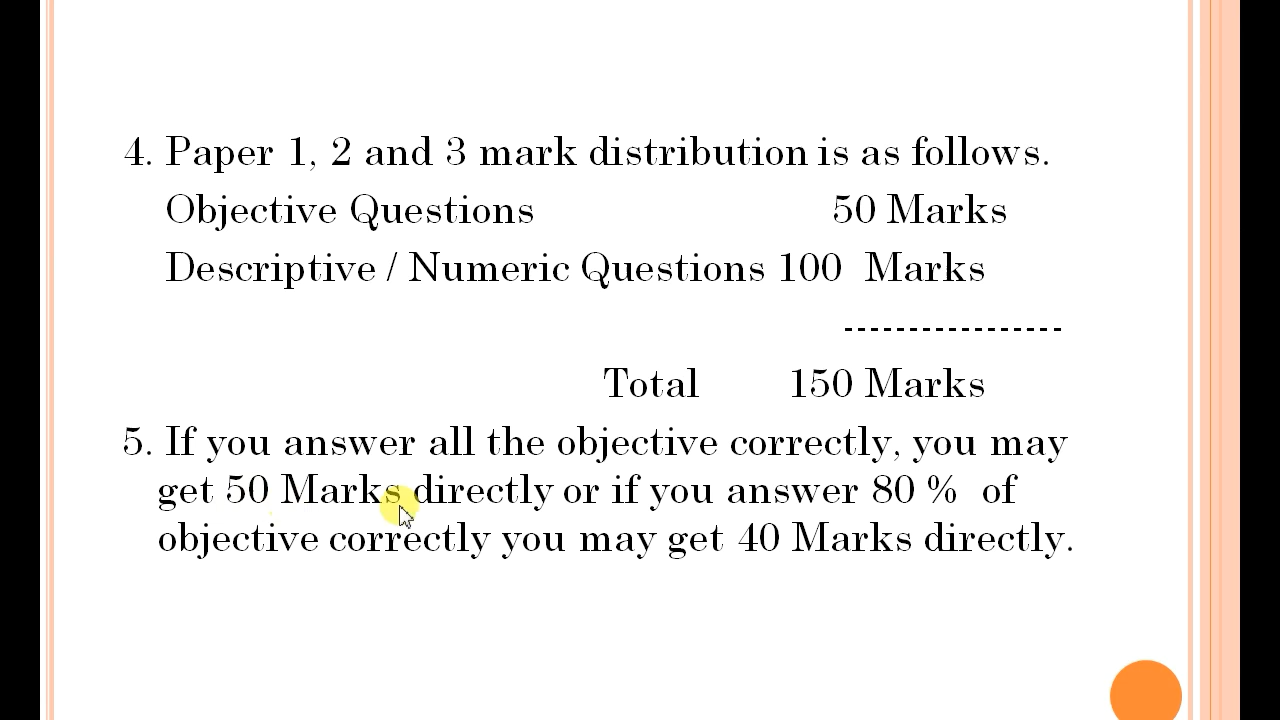 4. Paper 1, 2 and 3 mark distribution is as follows.
Objective Questions 50 Marks
Descriptive / Numeric Questions 100 Marks
-----------------
Total 150 Marks
5. If you answer all the objective correctly, you may
get 50 Marks directly or if you answer 80 % of
objective correctly you may get 40 Marks directly.